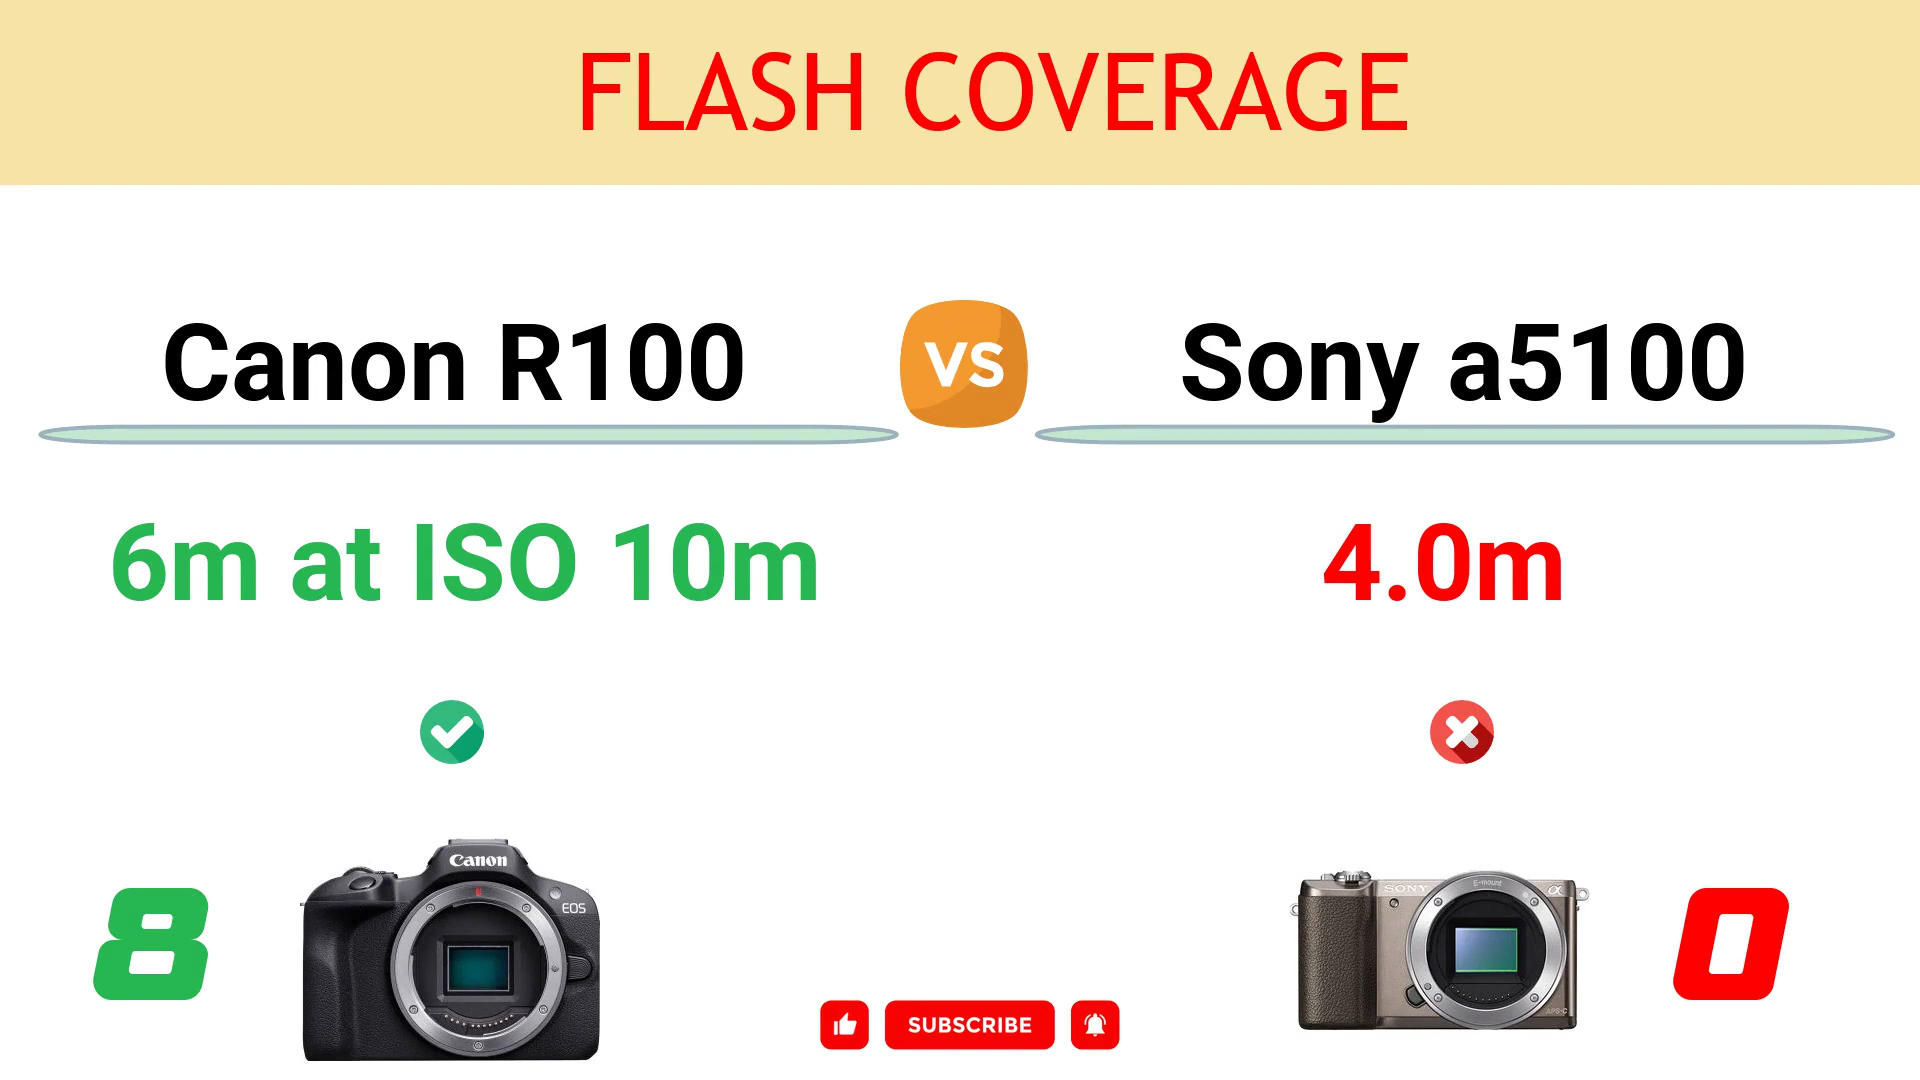 FLASH COVERAGE
Canon R100
VS
Sony a5100
6m at ISO 10m
4.0m
Canon
EOS
SONY
E-mount
α
APS-C
8
0
SUBSCRIBE